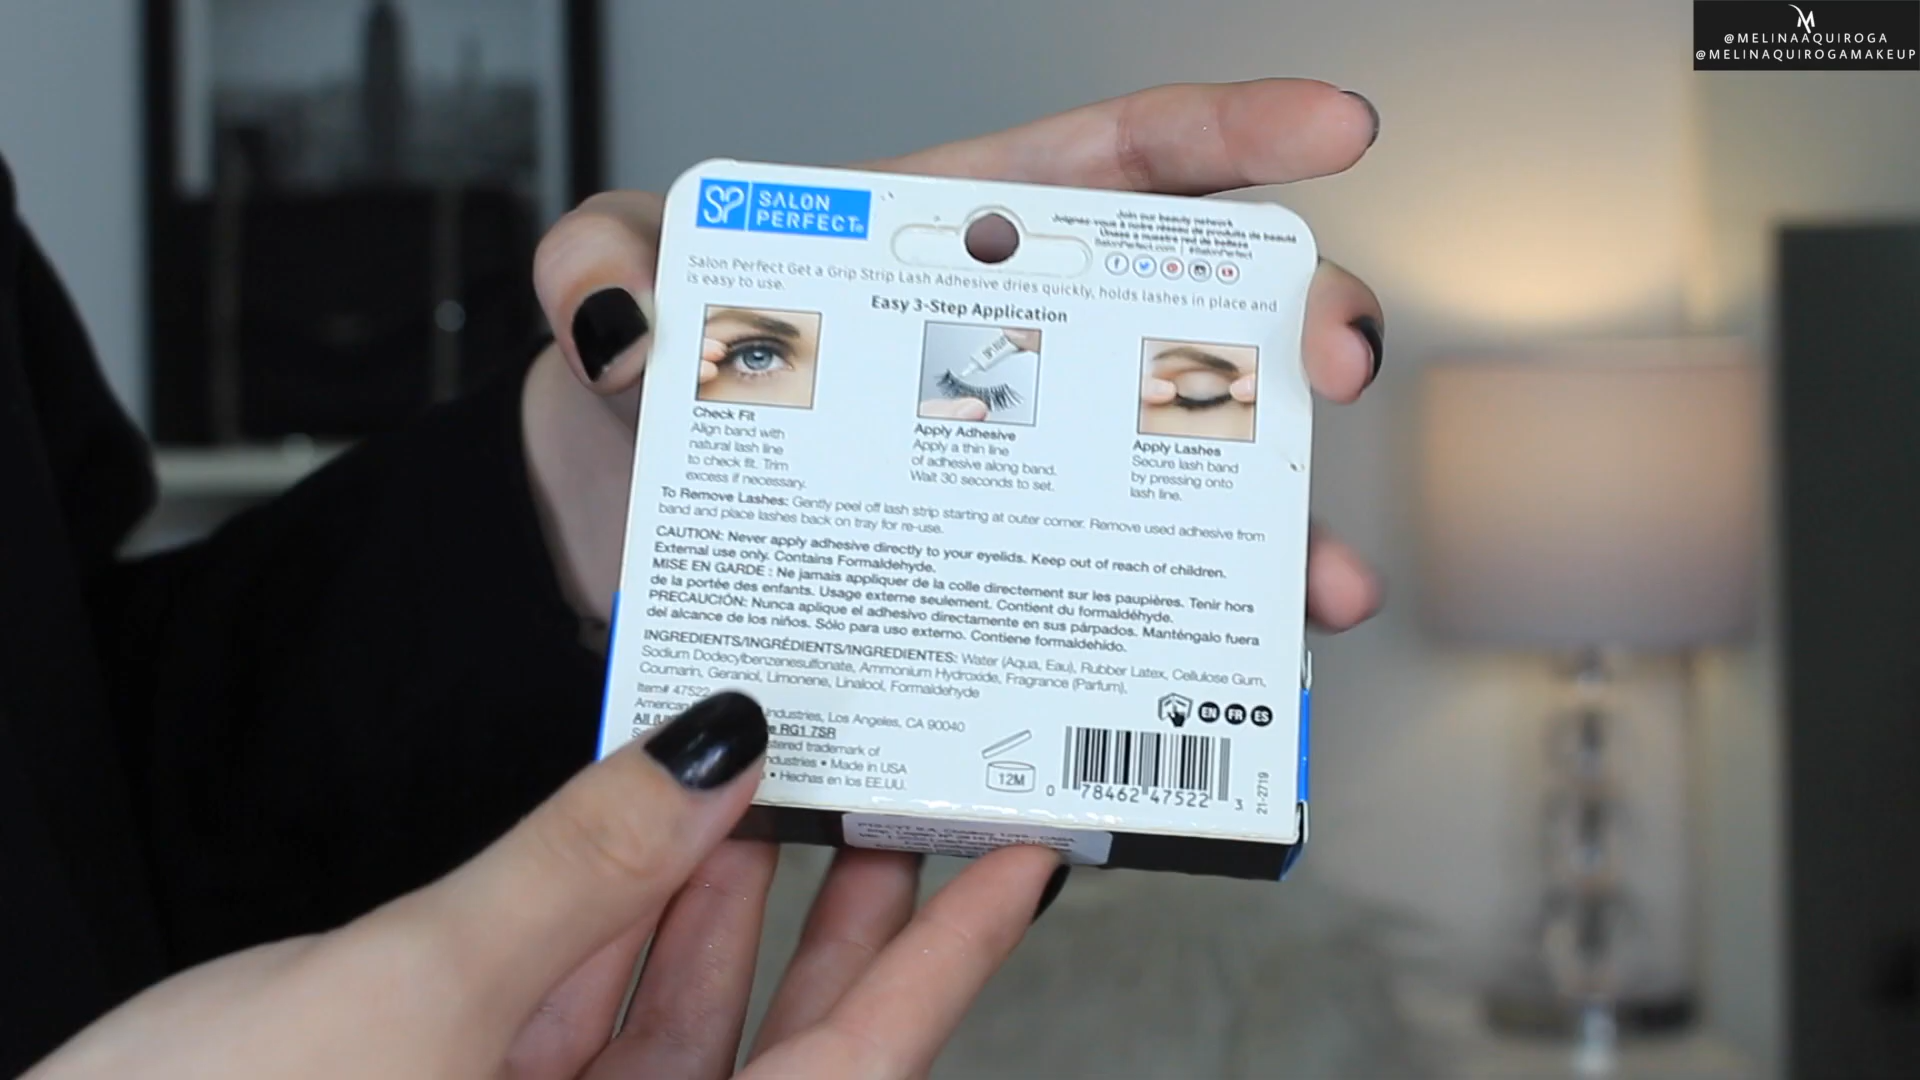 M
@MELINAAQUIROGA
@MELINAQUIROGAMAKEUP
SP
SALON
PERFECT®
Join our beauty network
Joignez-vous à notre réseau de produits de beauté
Únase a nuestra red de belleza
SalonPerfect.com | #SalonPerfect
Salon Perfect Get a Grip Strip Lash Adhesive dries quickly, holds lashes in place and
is easy to use.
Easy 3-Step Application
Check Fit
Align band with
natural lash line
to check fit. Trim
excess if necessary.
Apply Adhesive
Apply a thin line
of adhesive along band.
Wait 30 seconds to set.
Apply Lashes
Secure lash band
by pressing onto
lash line.
To Remove Lashes: Gently peel off lash strip starting at outer corner. Remove used adhesive from
band and place lashes back on tray for re-use.
CAUTION: Never apply adhesive directly to your eyelids. Keep out of reach of children.
External use only. Contains Formaldehyde.
MISE EN GARDE : Ne jamais appliquer de la colle directement sur les paupières. Tenir hors
de la portée des enfants. Usage externe seulement. Contient du formaldéhyde.
PRECAUCIÓN: Nunca aplique el adhesivo directamente en sus párpados. Manténgalo fuera
del alcance de los niños. Sólo para uso externo. Contiene formaldehido.
INGREDIENTS/INGRÉDIENTS/INGREDIENTES: Water (Aqua, Eau), Rubber Latex, Cellulose Gum,
Sodium Dodecylbenzenesulfonate, Ammonium Hydroxide, Fragrance (Parfum),
Coumarin, Geraniol, Limonene, Linalool, Formaldehyde
Item# 47522
American Industries, Los Angeles, CA 90040
RG1 7SR
trademark of
• Made in USA
• Hechas en los EE.UU.
12M
EN FR ES
0 78462 47522 3
21-2719